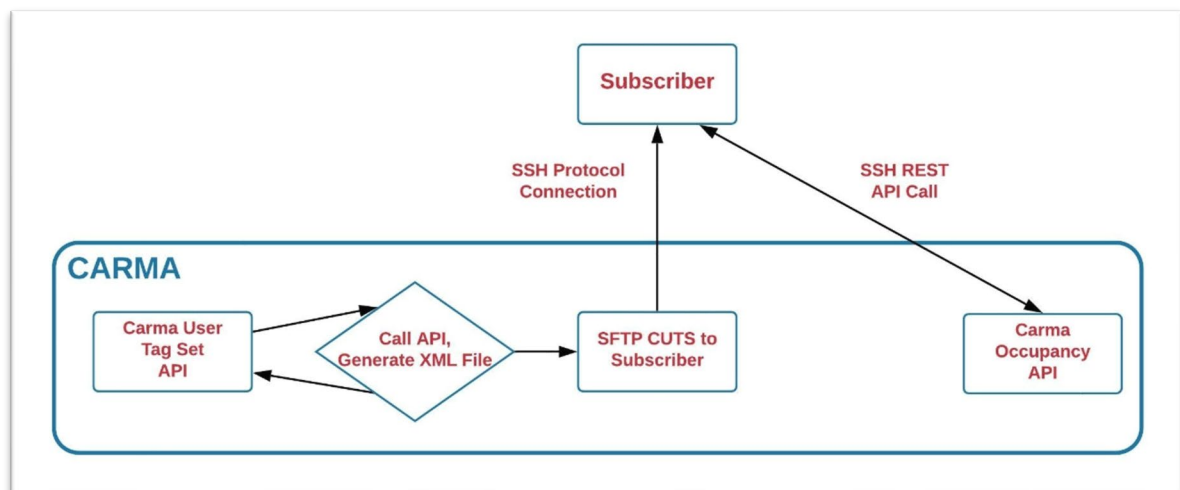 Subscriber
SSH Protocol
Connection
SSH REST
API Call
CARMA
Carma User
Tag Set
API
Call API,
Generate XML File
SFTP CUTS to
Subscriber
Carma
Occupancy
API